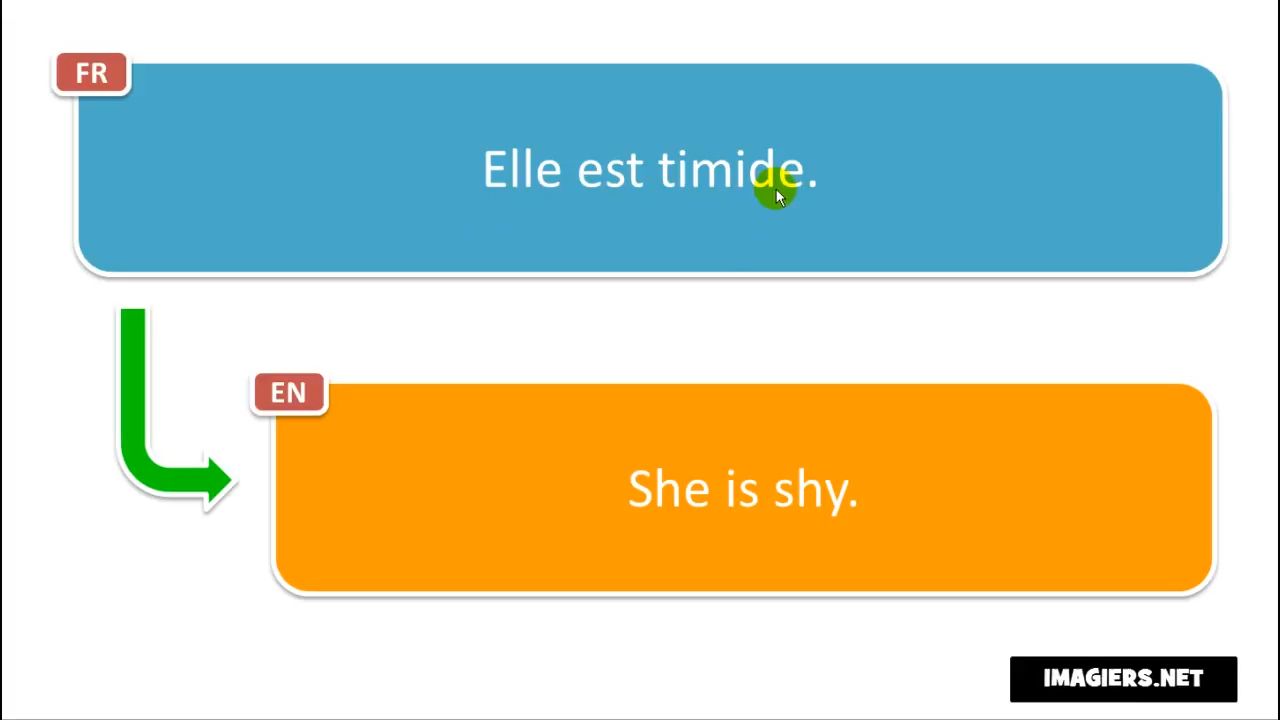 FR
Elle est timide.
EN
She is shy.
IMAGIERS.NET